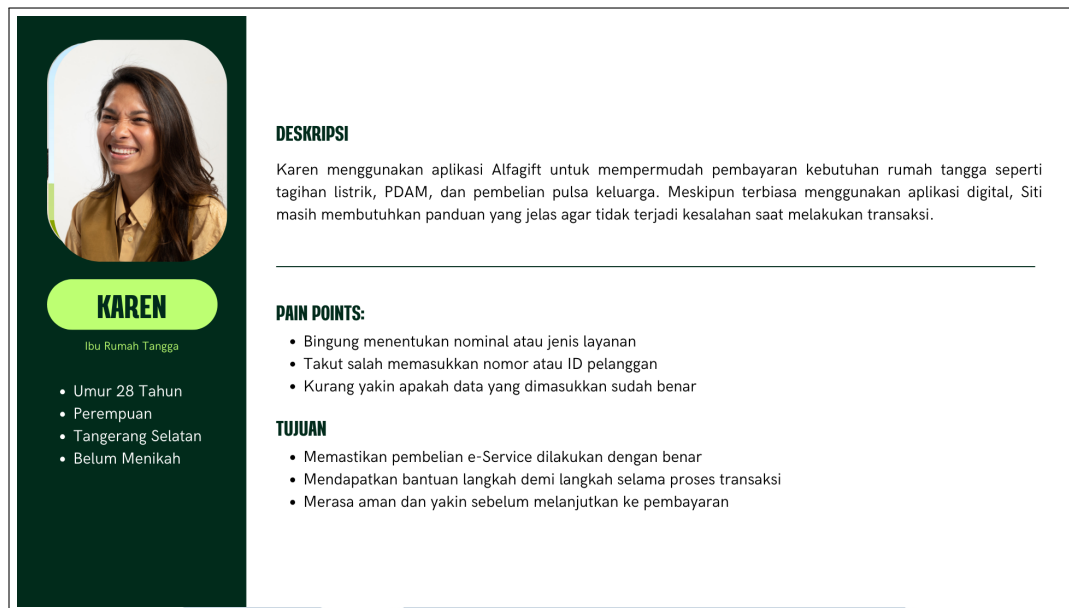 KAREN
Ibu Rumah Tangga
Umur 28 Tahun
Perempuan
Tangerang Selatan
Belum Menikah
DESKRIPSI
Karen menggunakan aplikasi Alfagift untuk mempermudah pembayaran kebutuhan rumah tangga seperti
tagihan listrik, PDAM, dan pembelian pulsa keluarga. Meskipun terbiasa menggunakan aplikasi digital, Siti
masih membutuhkan panduan yang jelas agar tidak terjadi kesalahan saat melakukan transaksi.
PAIN POINTS:
Bingung menentukan nominal atau jenis layanan
Takut salah memasukkan nomor atau ID pelanggan
Kurang yakin apakah data yang dimasukkan sudah benar
TUJUAN
Memastikan pembelian e-Service dilakukan dengan benar
Mendapatkan bantuan langkah demi langkah selama proses transaksi
Merasa aman dan yakin sebelum melanjutkan ke pembayaran